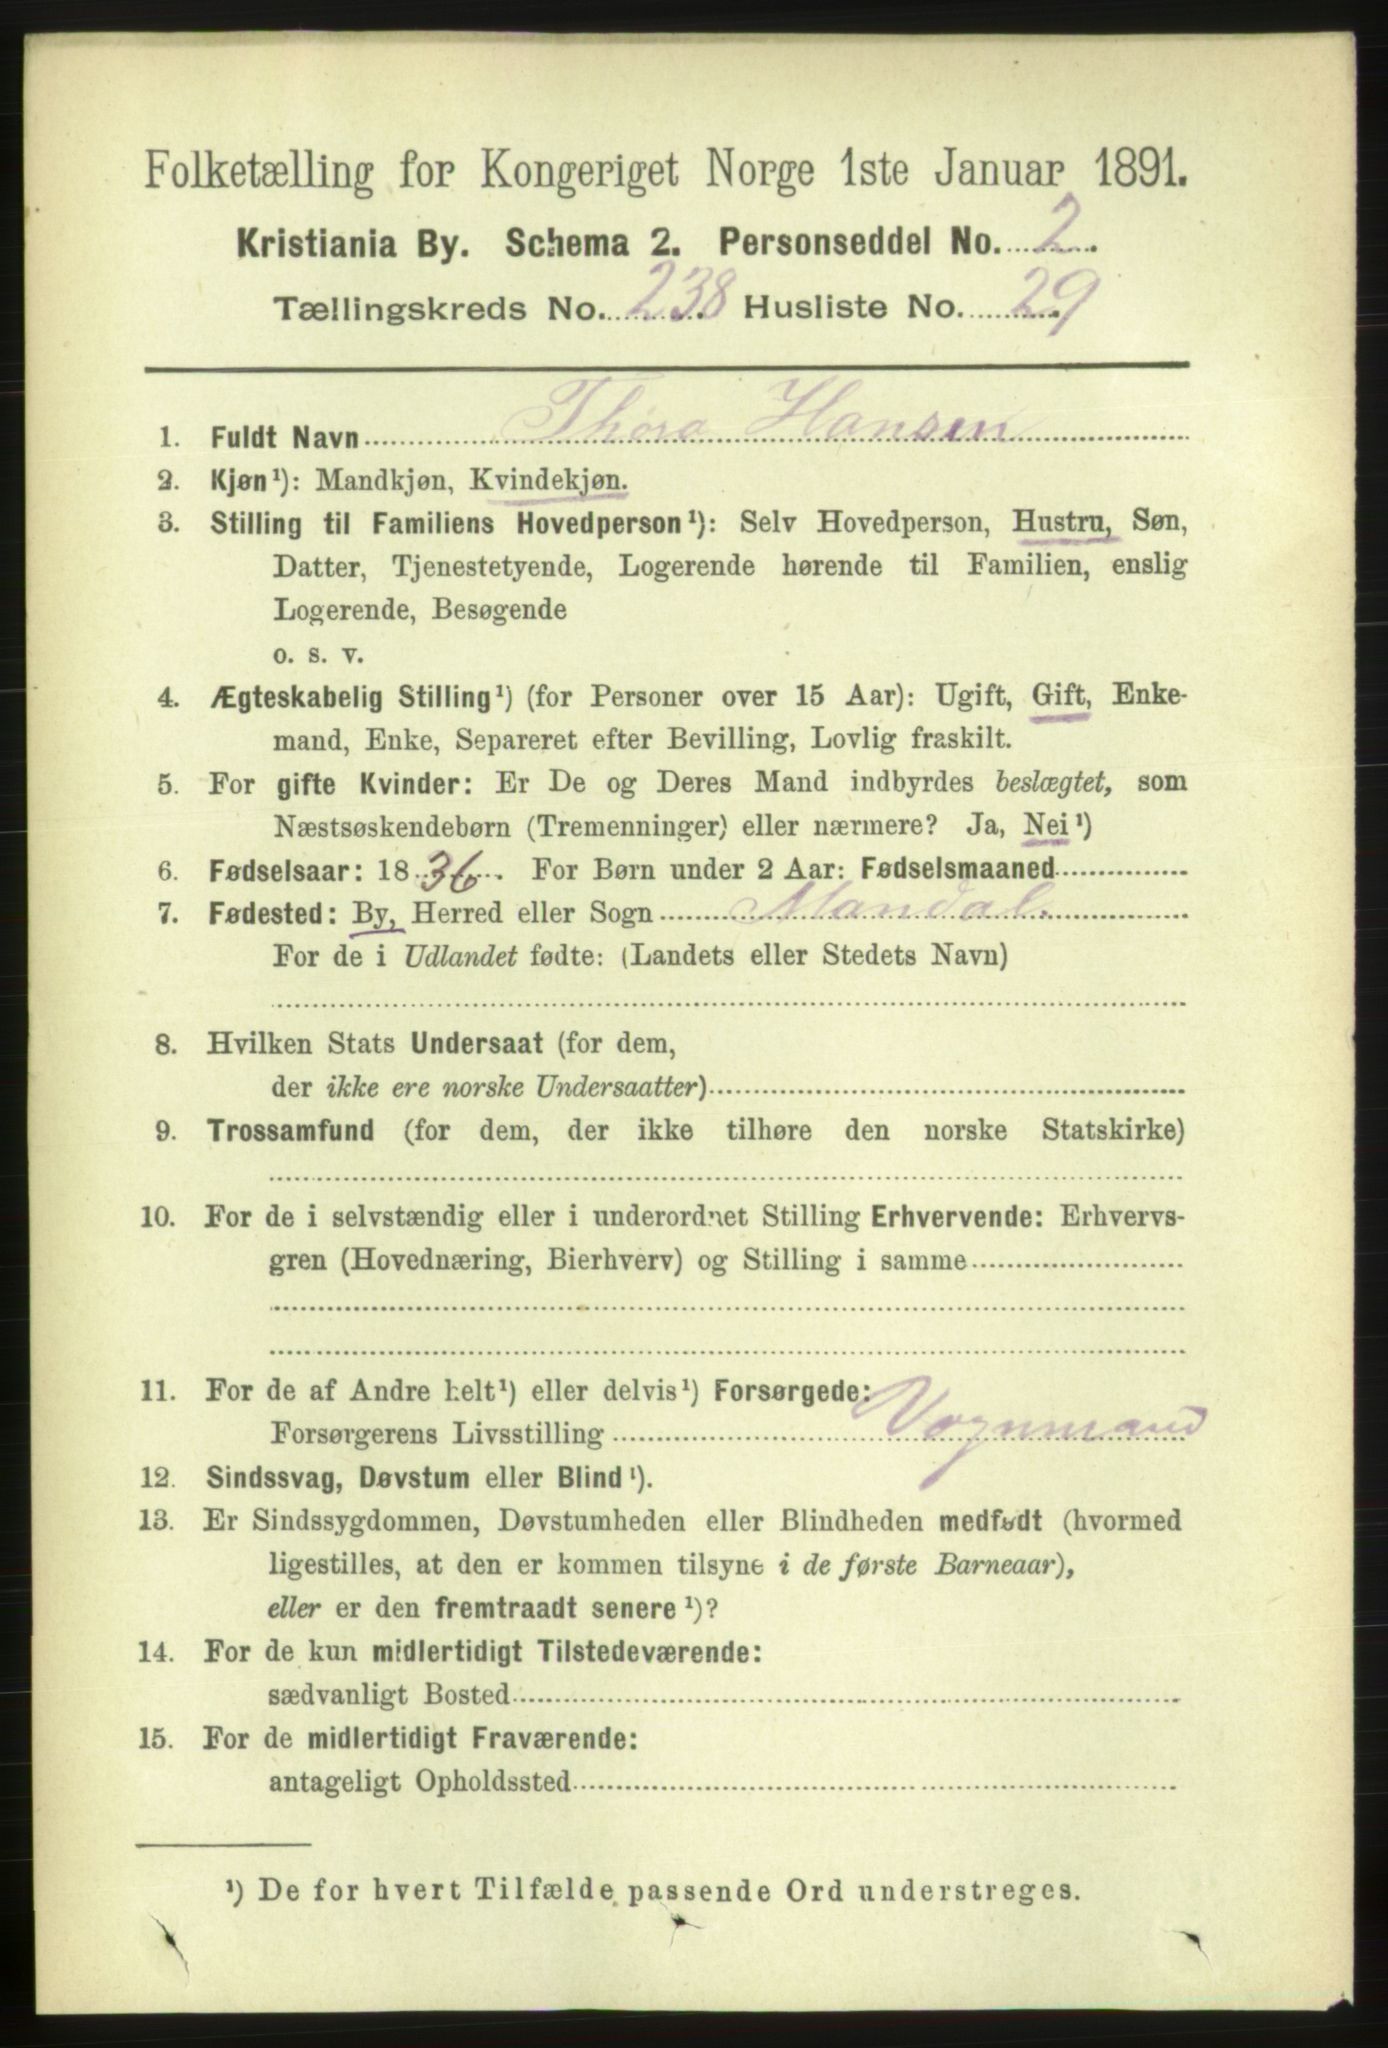 Folketælling for Kongeriget Norge 1ste Januar 1891.
Kristiania By. Schema 2. Personseddel No. 2
Tællingskreds No. 238 Husliste No. 29
1. Fuldt Navn Thora Hansen
2. Kjøn¹): Mandkjøn, Kvindekjøn.
3. Stilling til Familiens Hovedperson¹): Selv Hovedperson, Hustru, Søn,
Datter, Tjenestetyende, Logerende hørende til Familien, enslig
Logerende, Besøgende
o. s. v.
4. Ægteskabelig Stilling¹) (for Personer over 15 Aar): Ugift, Gift, Enke-
mand, Enke, Separeret efter Bevilling, Lovlig fraskilt.
5. For gifte Kvinder: Er De og Deres Mand indbyrdes beslægtet, som
Næstsøskendebørn (Tremenninger) eller nærmere? Ja, Nei¹)
6. Fødselsaar: 1836. For Børn under 2 Aar: Fødselsmaaned
7. Fødested: By, Herred eller Sogn Mandal.
For de i Udlandet fødte: (Landets eller Stedets Navn)
8. Hvilken Stats Undersaat (for dem,
der ikke ere norske Undersaatter)
9. Trossamfund (for dem, der ikke tilhøre den norske Statskirke)
10. For de i selvstændig eller i underordnet Stilling Erhvervende: Erhvervs-
gren (Hovednæring, Bierhverv) og Stilling i samme
11. For de af Andre helt¹) eller delvis¹) Forsørgede:
Forsørgerens Livsstilling Vognmand
12. Sindssvag, Døvstum eller Blind¹).
13. Er Sindssygdommen, Døvstumheden eller Blindheden medfødt (hvormed
ligestilles, at den er kommen tilsyne i de første Barneaar),
eller er den fremtraadt senere¹)?
14. For de kun midlertidigt Tilstedeværende:
sædvanligt Bosted
15. For de midlertidigt Fraværende:
antageligt Opholdssted
¹) De for hvert Tilfælde passende Ord understreges.